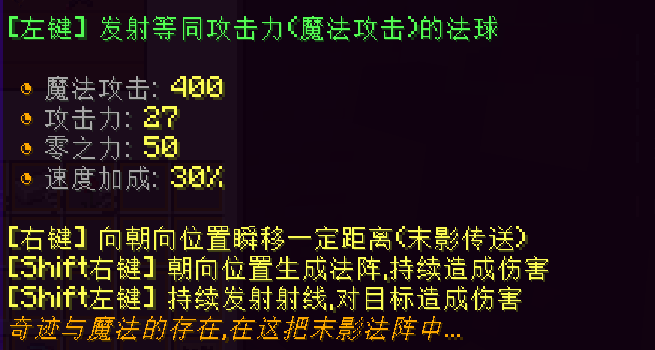 [左键] 发射等同攻击力(魔法攻击)的法球
魔法攻击: 400
攻击力: 27
零之力: 50
速度加成: 30%
[右键] 向朝向位置瞬移一定距离(末影传送)
[Shift右键] 朝向位置生成法阵,持续造成伤害
[Shift左键] 持续发射射线,对目标造成伤害
奇迹与魔法的存在,在这把末影法阵中...